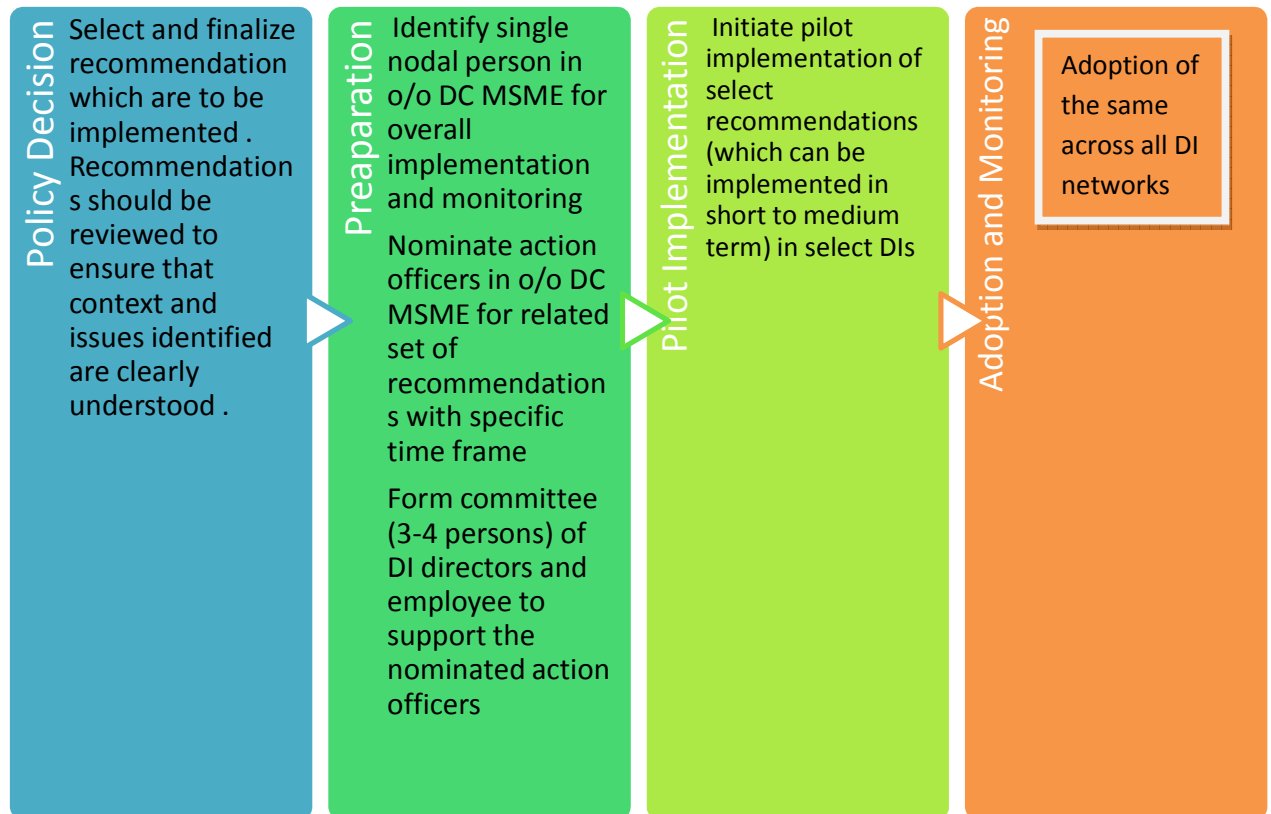 Policy Decision
Select and finalize
recommendation
which are to be
implemented .
Recommendation
s should be
reviewed to
ensure that
context and
issues identified
are clearly
understood .
Preaparation
Identify single
nodal person in
o/o DC MSME for
overall
implementation
and monitoring
Nominate action
officers in o/o DC
MSME for related
set of
recommendation
s with specific
time frame
Form committee
(3-4 persons) of
DI directors and
employee to
support the
nominated action
officers
Pilot Implementation
Initiate pilot
implementation of
select
recommendations
(which can be
implemented in
short to medium
term) in select DIs
Adoption and Monitoring
Adoption of
the same
across all DI
networks